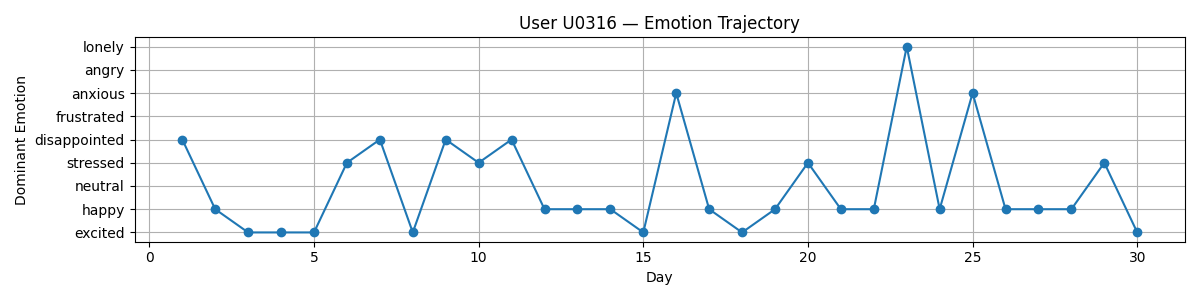 User U0316 — Emotion Trajectory
Dominant Emotion
lonely
angry
anxious
frustrated
disappointed
stressed
neutral
happy
excited
0 5 10 15 20 25 30
Day